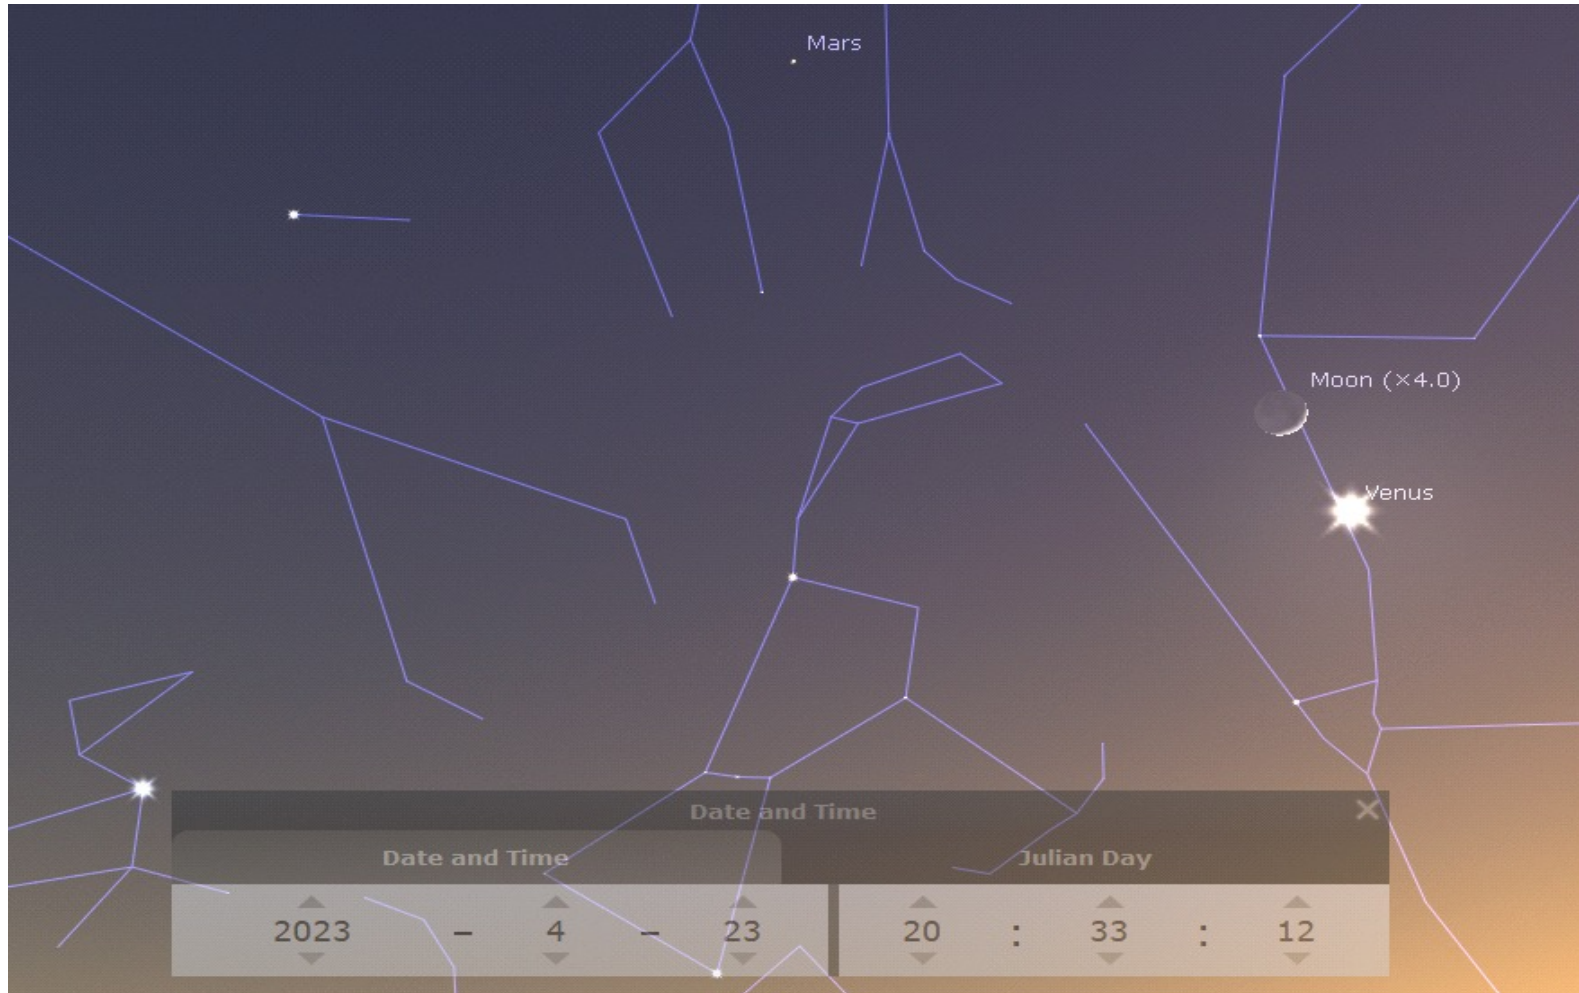 Mars
Moon (×4.0)
Venus
Date and Time
Date and Time
Julian Day
2023 – 4 – 23 20 : 33 : 12